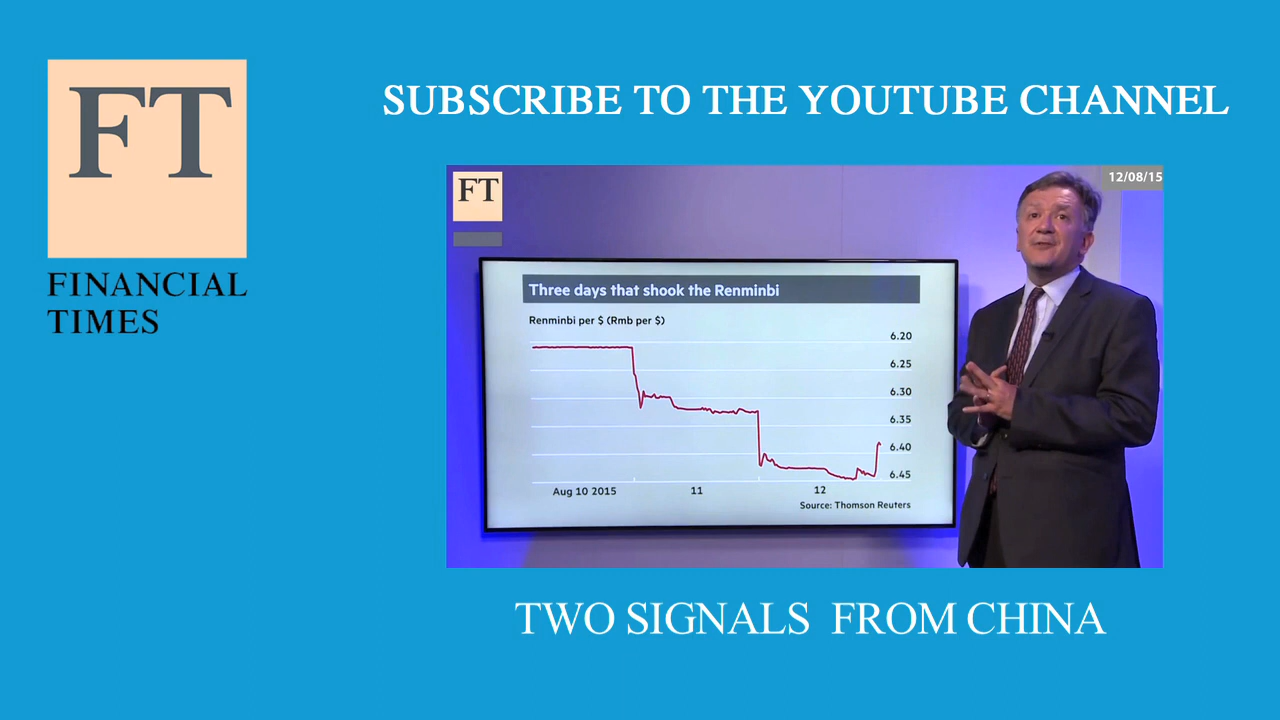 FT
FINANCIAL
TIMES
SUBSCRIBE TO THE YOUTUBE CHANNEL
FT
12/08/15
Three days that shook the Renminbi
Renminbi per $ (Rmb per $)
6.20
6.25
6.30
6.35
6.40
6.45
Aug 10 2015 11 12
Source: Thomson Reuters
TWO SIGNALS FROM CHINA